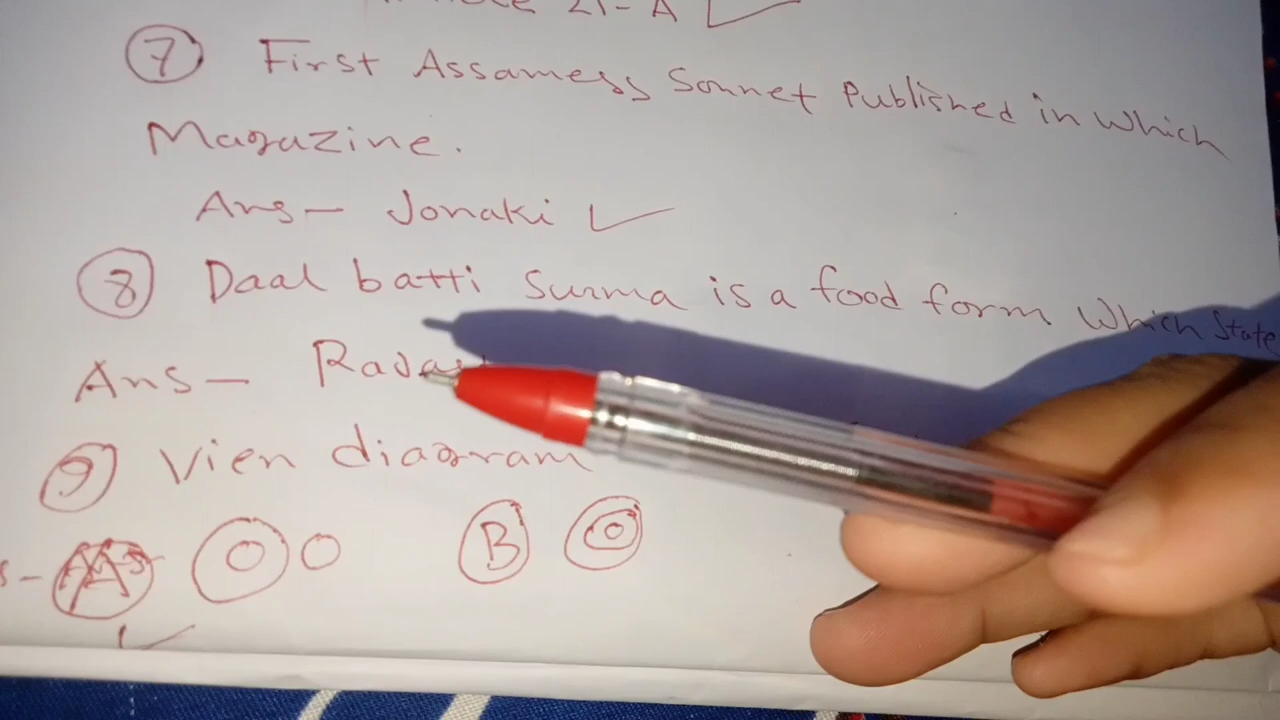 21-A
7 First Assamess Sonnet Published in Which
Magazine.
Ans- Jonaki
8 Daal batti Surma is a food form Which State
Ans-
9 Vien diagram
B